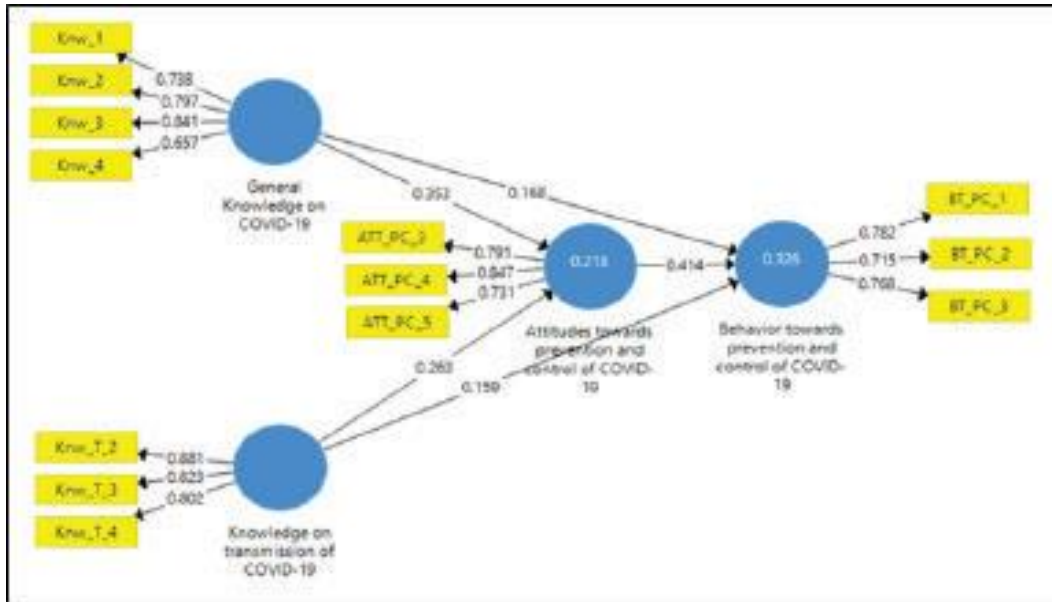 Knw_1
0.738
Knw_2
0.797
Knw_3
0.841
Knw_4
0.657
General
Knowledge on
COVID-19
0.168
0.353
ATT_PC_3
0.791
ATT_PC_4
0.847
ATT_PC_5
0.731
0.218
0.414
0.326
Attitudes towards
prevention and
control of COVID-
19
Behavior towards
prevention and
control of COVID-
19
BT_PC_1
0.782
BT_PC_2
0.715
BT_PC_3
0.768
0.263
0.159
Knw_T_2
0.881
Knw_T_3
0.823
Knw_T_4
0.802
Knowledge on
transmission of
COVID-19